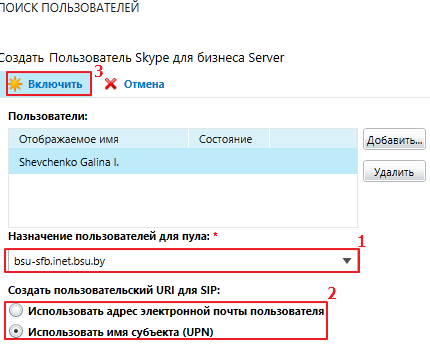 ПОИСК ПОЛЬЗОВАТЕЛЕЙ
Создать Пользователь Skype для бизнеса Server
Включить 3 Отмена
Пользователи:
Отображаемое имя Состояние
Добавить...
Shevchenko Galina I.
Удалить
Назначение пользователей для пула: *
1
bsu-sfb.inet.bsu.by
Создать пользовательский URI для SIP:
2
Использовать адрес электронной почты пользователя
Использовать имя субъекта (UPN)